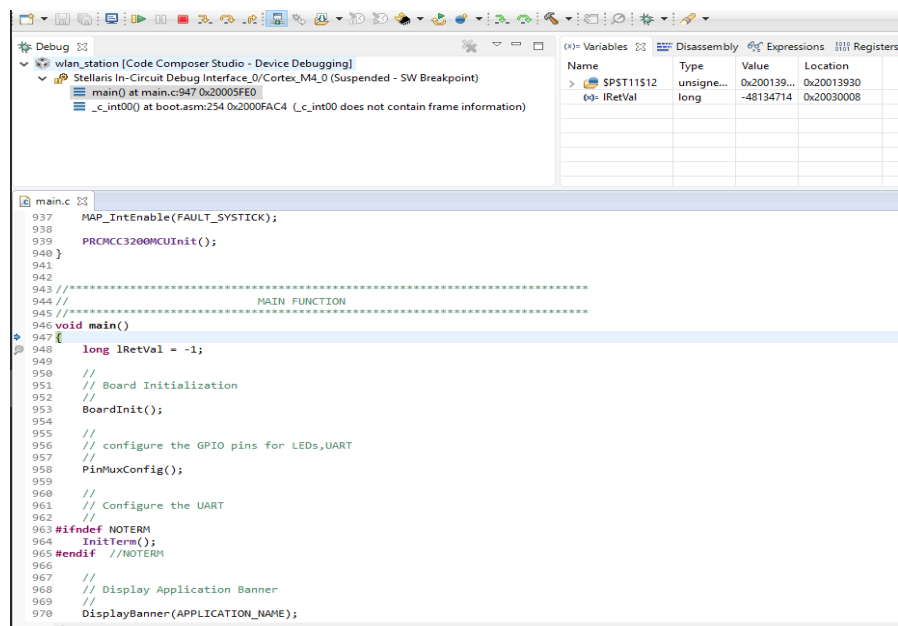 Debug
wlan_station [Code Composer Studio - Device Debugging]
Stellaris In-Circuit Debug Interface_0/Cortex_M4_0 (Suspended - SW Breakpoint)
main() at main.c:947 0x20005FE0
_c_int00() at boot.asm:254 0x2000FAC4 (_c_int00 does not contain frame information)
(x)= Variables Disassembly Expressions Registers
Name Type Value Location
$P$T11$12 unsigne... 0x200139... 0x20013930
(x)= lRetVal long -48134714 0x20030008
main.c
937 MAP_IntEnable(FAULT_SYSTICK);
938
939 PRCMCC3200MCUInit();
940 }
941
942
943 //*****************************************************************************
944 // MAIN FUNCTION
945 //*****************************************************************************
946 void main()
947 {
948 long lRetVal = -1;
949
950 //
951 // Board Initialization
952 //
953 BoardInit();
954
955 //
956 // configure the GPIO pins for LEDs,UART
957 //
958 PinMuxConfig();
959
960 //
961 // Configure the UART
962 //
963 #ifndef NOTERM
964 InitTerm();
965 #endif //NOTERM
966
967 //
968 // Display Application Banner
969 //
970 DisplayBanner(APPLICATION_NAME);